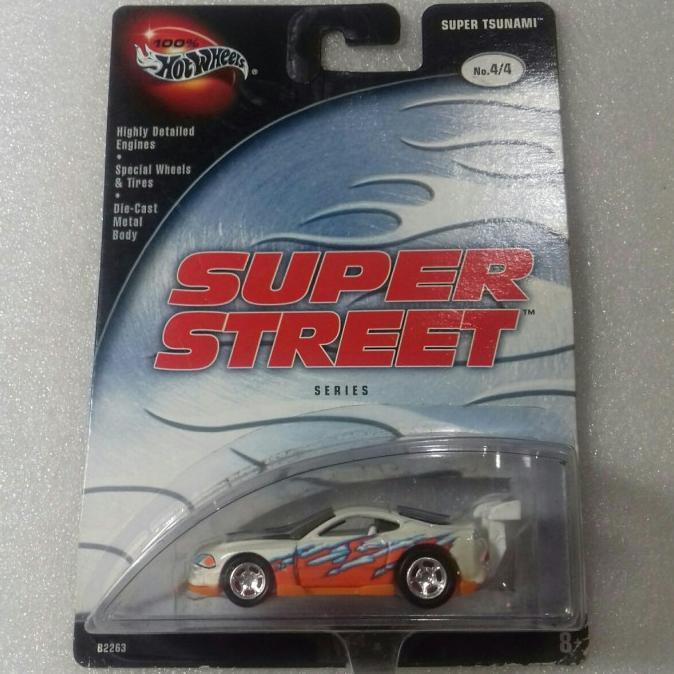 100%
HOT WHEELS®
SUPER TSUNAMI™
No.4/4
Highly Detailed
Engines
•
Special Wheels
& Tires
•
Die-Cast
Metal
Body
SUPER
STREET™
SERIES
B2263
8+